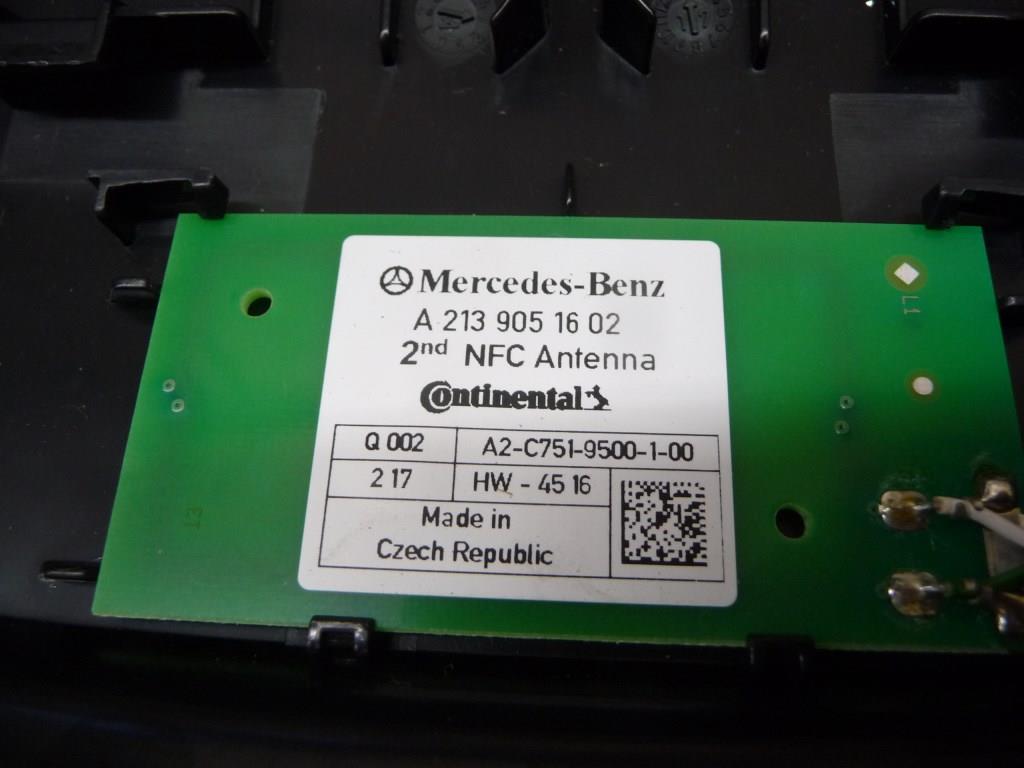 Mercedes-Benz
A 213 905 16 02
2nd NFC Antenna
Continental
Q 002
A2-C751-9500-1-00
2 17
HW - 45 16
Made in
Czech Republic
L1